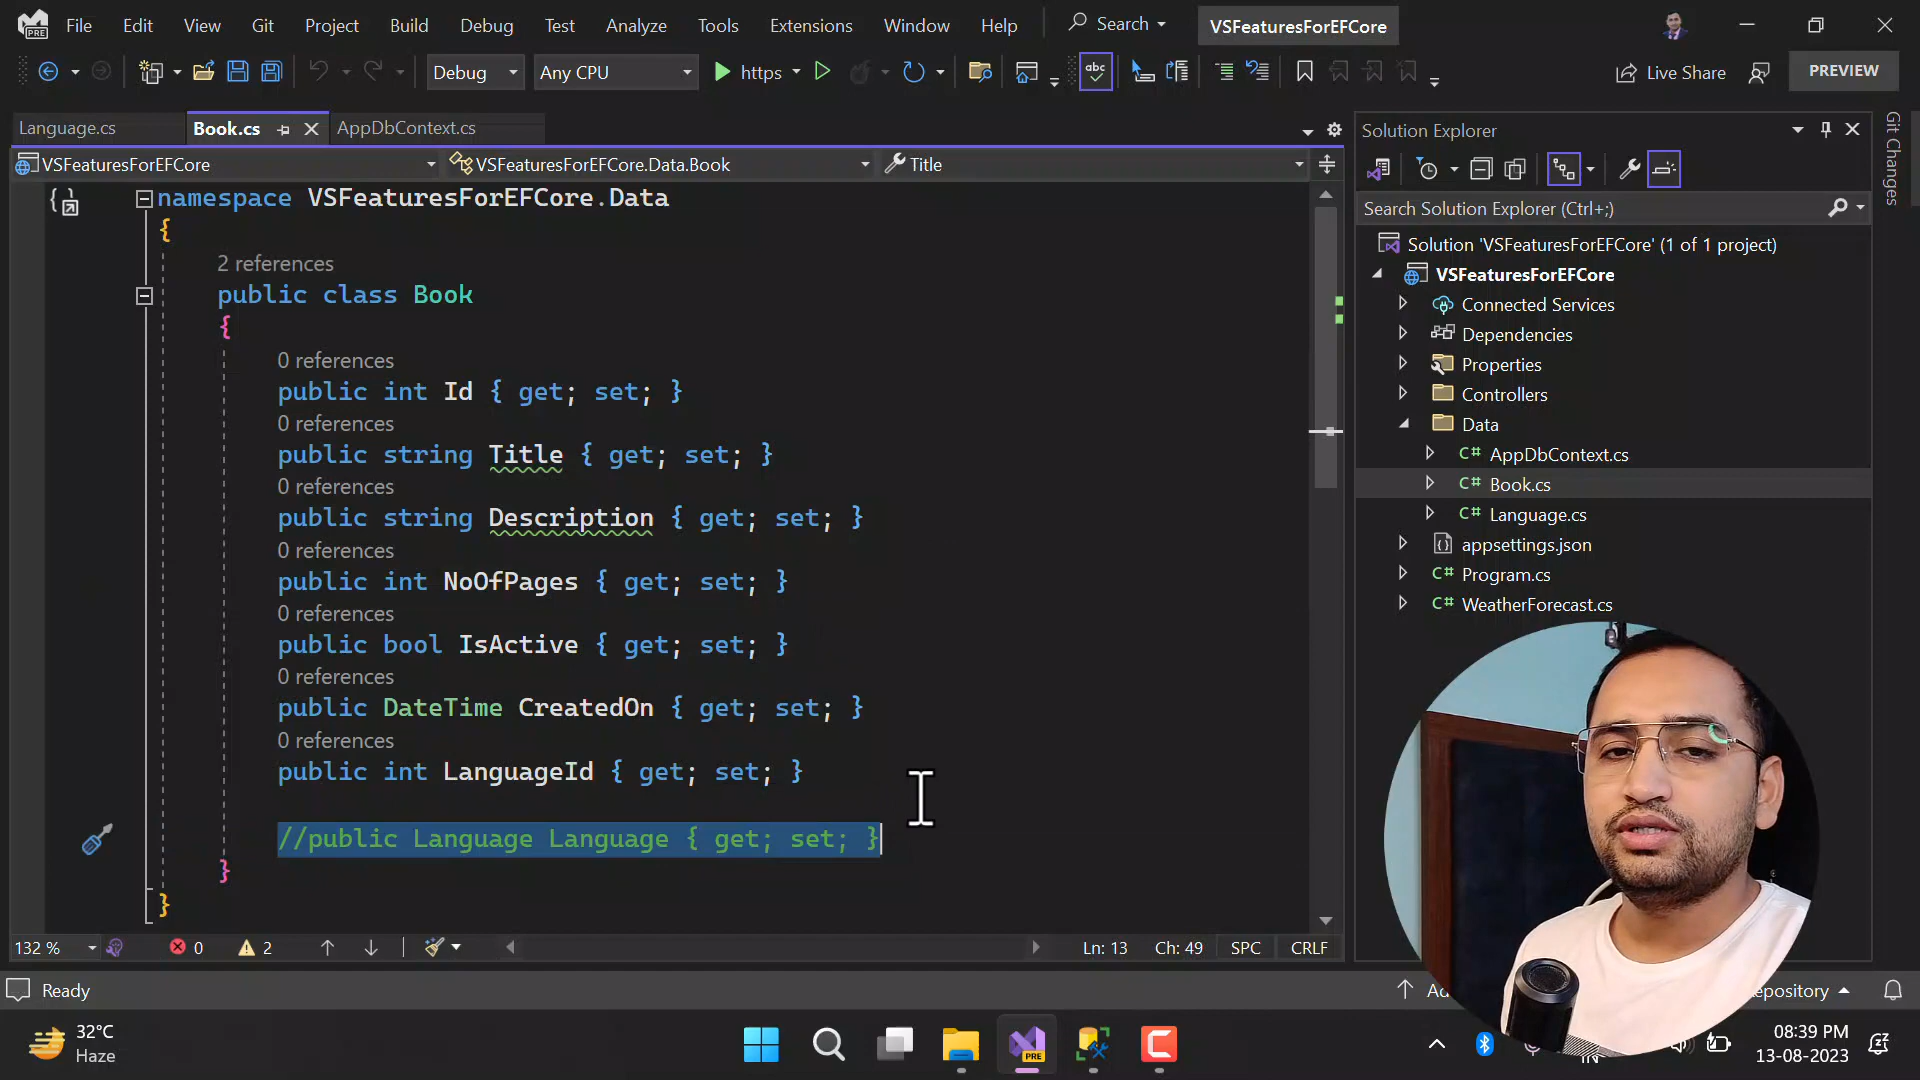 File Edit View Git Project Build Debug Test Analyze Tools Extensions Window Help Search VSFeaturesForEFCore
PRE
Debug Any CPU https abc Live Share PREVIEW
Language.cs Book.cs AppDbContext.cs
VSFeaturesForEFCore VSFeaturesForEFCore.Data.Book Title
namespace VSFeaturesForEFCore.Data
{
2 references
public class Book
{
0 references
public int Id { get; set; }
0 references
public string Title { get; set; }
0 references
public string Description { get; set; }
0 references
public int NoOfPages { get; set; }
0 references
public bool IsActive { get; set; }
0 references
public DateTime CreatedOn { get; set; }
0 references
public int LanguageId { get; set; }
//public Language Language { get; set; }
}
}
132 % 0 2 Ln: 13 Ch: 49 SPC CRLF
Solution Explorer
Search Solution Explorer (Ctrl+;)
Solution 'VSFeaturesForEFCore' (1 of 1 project)
VSFeaturesForEFCore
Connected Services
Dependencies
Properties
Controllers
Data
C# AppDbContext.cs
C# Book.cs
C# Language.cs
appsettings.json
C# Program.cs
C# WeatherForecast.cs
Git Changes
Ready
32°C
Haze
PRE
IN
08:39 PM
13-08-2023